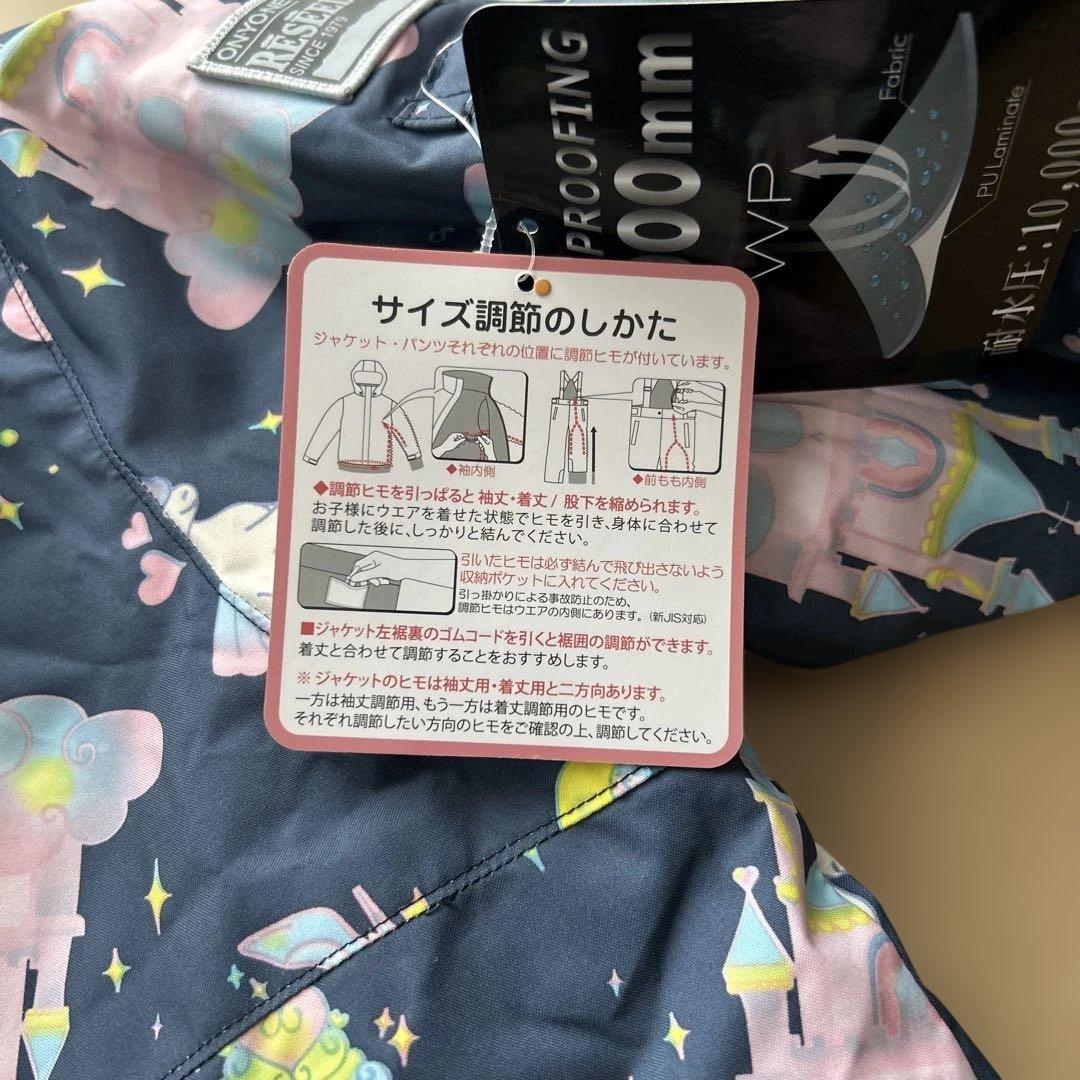 ONYONE
RESEEDA
SINCE 1979
PROOFING
000mm
WP
Fabric
PU Laminate
耐水圧:10,000
サイズ調節のしかた
ジャケット・パンツそれぞれの位置に調節ヒモが付いています。
◆袖内側
◆前もも内側
◆調節ヒモを引っぱると 袖丈・着丈 / 股下を縮められます。
お子様にウエアを着せた状態でヒモを引き、身体に合わせて
調節した後に、しっかりと結んでください。
引いたヒモは必ず結んで飛び出さないよう
収納ポケットに入れてください。
引っ掛かりによる事故防止のため、
調節ヒモはウエアの内側にあります。(新JIS対応)
■ジャケット左裾裏のゴムコードを引くと裾囲の調節ができます。
着丈と合わせて調節することをおすすめします。
※ ジャケットのヒモは袖丈用・着丈用と二方向あります。
一方は袖丈調節用、もう一方は着丈調節用のヒモです。
それぞれ調節したい方向のヒモをご確認の上、調節してください。